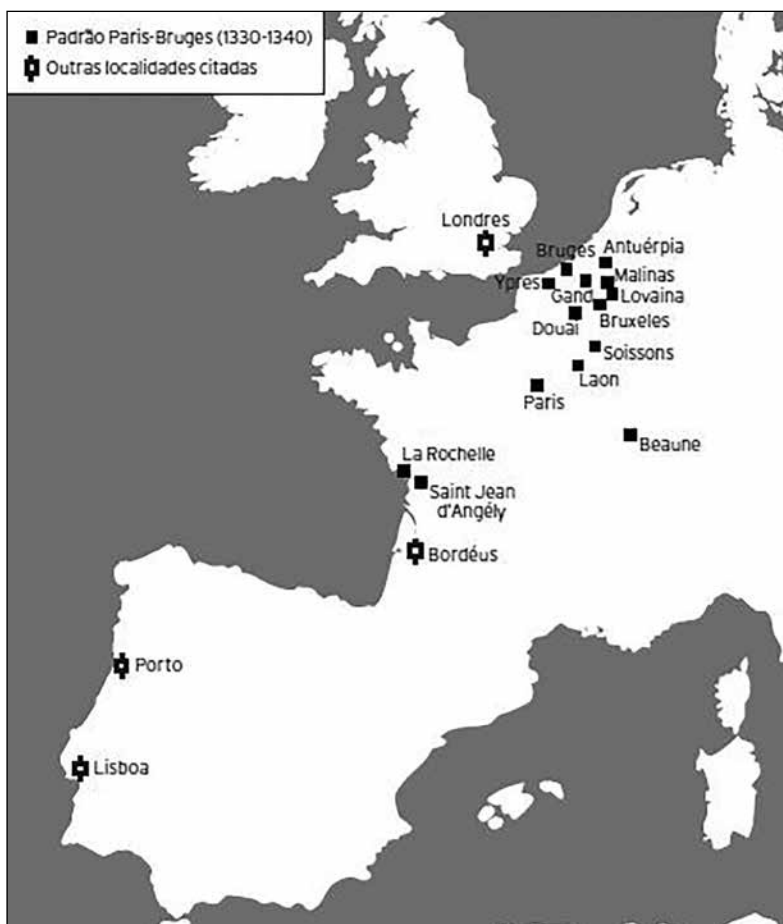 Padrão Paris-Bruges (1330-1340)
Outras localidades citadas
Londres
Bruges
Antuérpia
Ypres
Malinas
Gand
Lovaina
Douai
Bruxeles
Soissons
Laon
Paris
Beaune
La Rochelle
Saint Jean
d'Angély
Bordéus
Porto
Lisboa